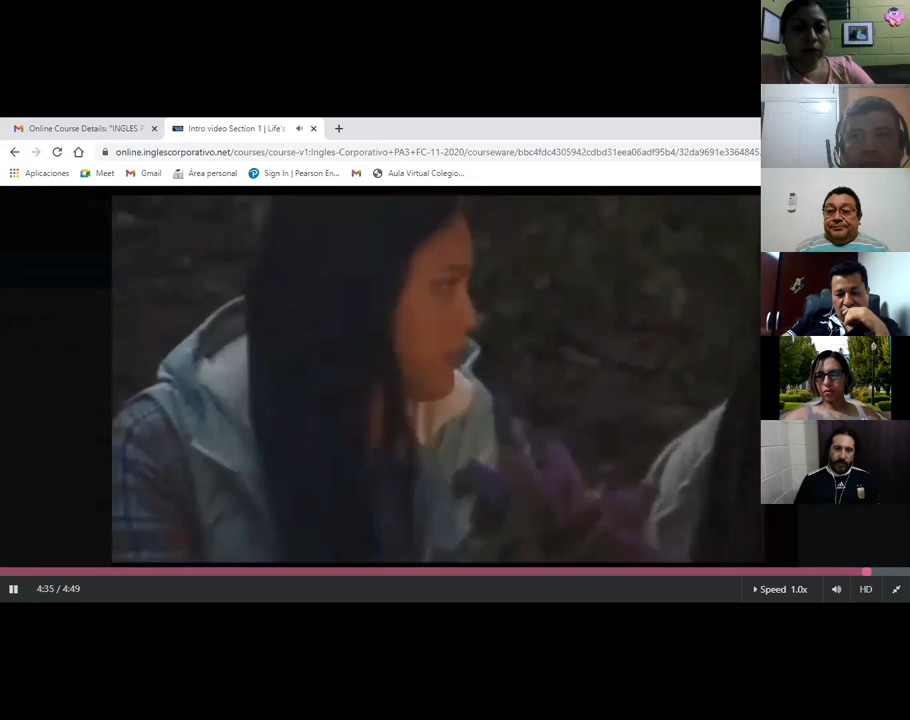 Online Course Details: "INGLES P
Intro video Section 1 | Life's
online.inglescorporativo.net/courses/course-v1:Ingles-Corporativo+PA3+FC-11-2020/courseware/bbc4fdc4305942cdbd31eea06adf95b4/32da9691e3364845
Aplicaciones Meet Gmail Área personal Sign In | Pearson En... Aula Virtual Colegio...
4:35 / 4:49 Speed 1.0x HD